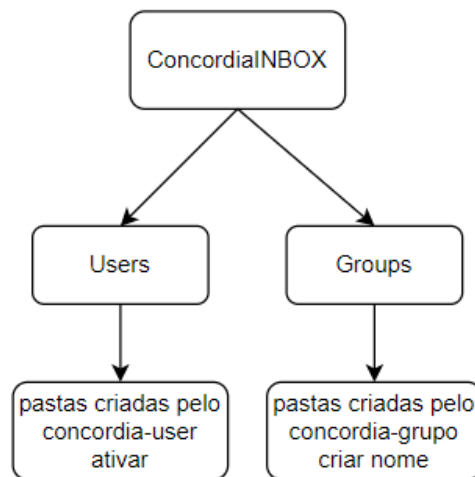 ConcordiaINBOX
Users
Groups
pastas criadas pelo
concordia-user
ativar
pastas criadas pelo
concordia-grupo
criar nome